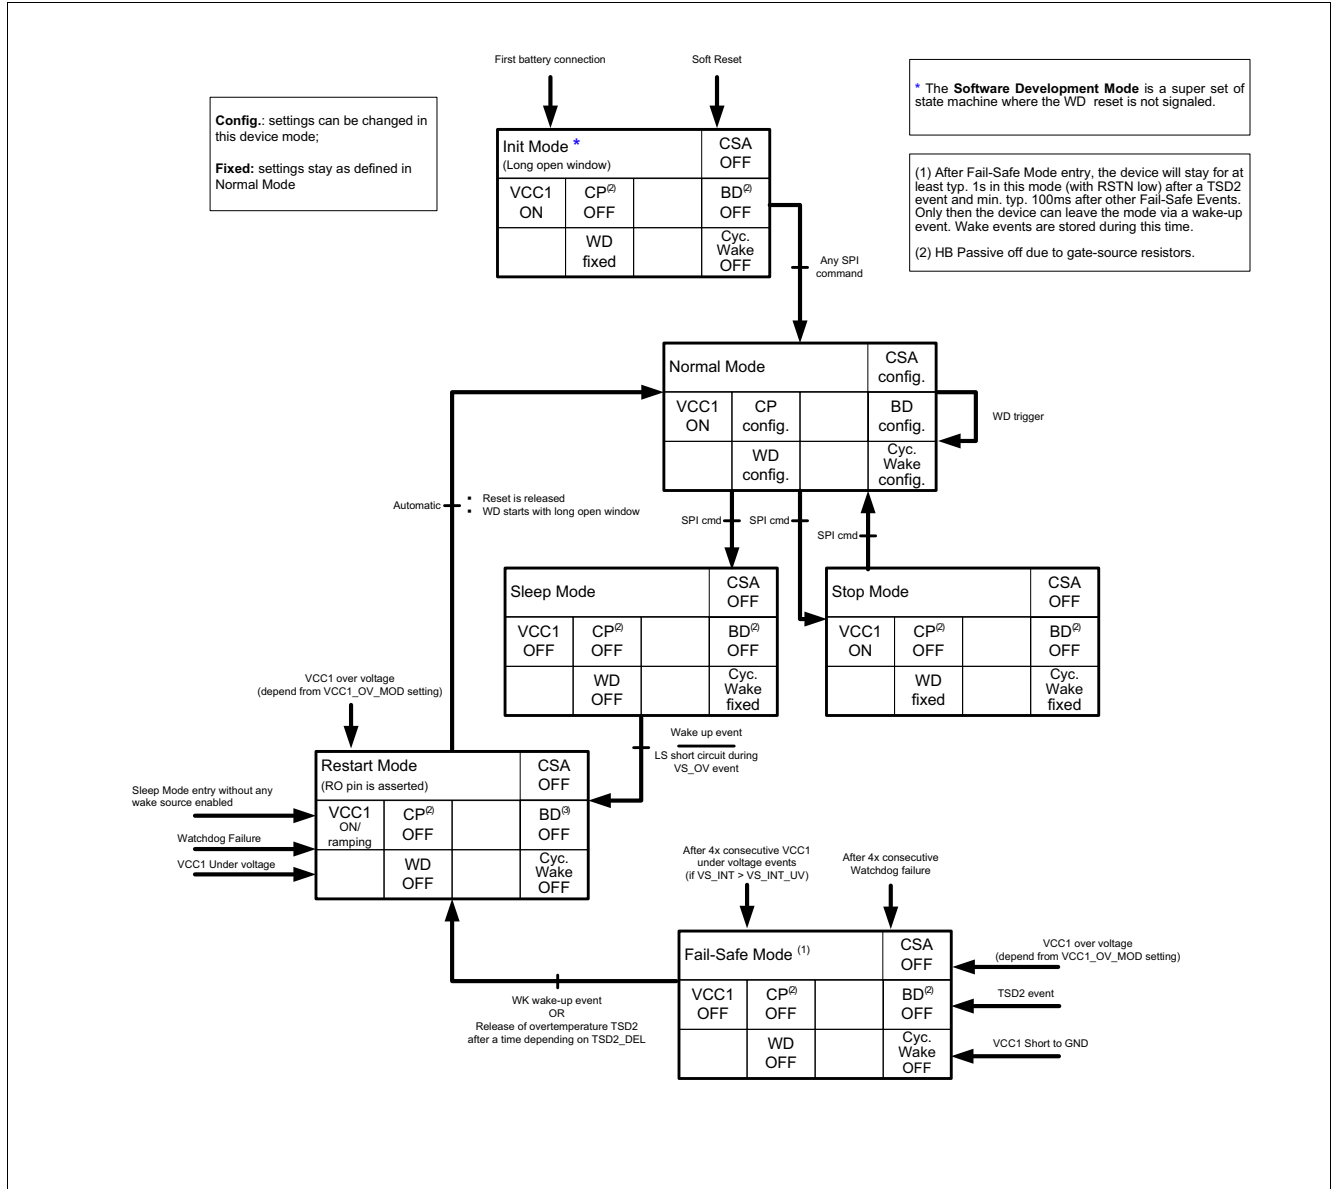 First battery connection
Soft Reset
Config.: settings can be changed in
this device mode;
Fixed: settings stay as defined in
Normal Mode
* The Software Development Mode is a super set of
state machine where the WD reset is not signaled.
(1) After Fail-Safe Mode entry, the device will stay for at
least typ. 1s in this mode (with RSTN low) after a TSD2
event and min. typ. 100ms after other Fail-Safe Events.
Only then the device can leave the mode via a wake-up
event. Wake events are stored during this time.
(2) HB Passive off due to gate-source resistors.
Init Mode *
(Long open window)
CSA
OFF
VCC1
ON
CP(2)
OFF
BD(2)
OFF
WD
fixed
Cyc.
Wake
OFF
Any SPI
command
Normal Mode
CSA
config.
VCC1
ON
CP
config.
BD
config.
WD
config.
Cyc.
Wake
config.
WD trigger
Automatic
• Reset is released
• WD starts with long open window
SPI cmd
SPI cmd
SPI cmd
Sleep Mode
CSA
OFF
VCC1
OFF
CP(2)
OFF
BD(2)
OFF
WD
OFF
Cyc.
Wake
fixed
Stop Mode
CSA
OFF
VCC1
ON
CP(2)
OFF
BD(2)
OFF
WD
fixed
Cyc.
Wake
fixed
VCC1 over voltage
(depend from VCC1_OV_MOD setting)
Wake up event
LS short circuit during
VS_OV event
Restart Mode
(RO pin is asserted)
CSA
OFF
VCC1
ON/
ramping
CP(2)
OFF
BD(3)
OFF
WD
OFF
Cyc.
Wake
OFF
Sleep Mode entry without any
wake source enabled
Watchdog Failure
VCC1 Under voltage
After 4x consecutive VCC1
under voltage events
(if VS_INT > VS_INT_UV)
After 4x consecutive
Watchdog failure
Fail-Safe Mode (1)
CSA
OFF
VCC1
OFF
CP(2)
OFF
BD(2)
OFF
WD
OFF
Cyc.
Wake
OFF
VCC1 over voltage
(depend from VCC1_OV_MOD setting)
TSD2 event
VCC1 Short to GND
WK wake-up event
OR
Release of overtemperature TSD2
after a time depending on TSD2_DEL